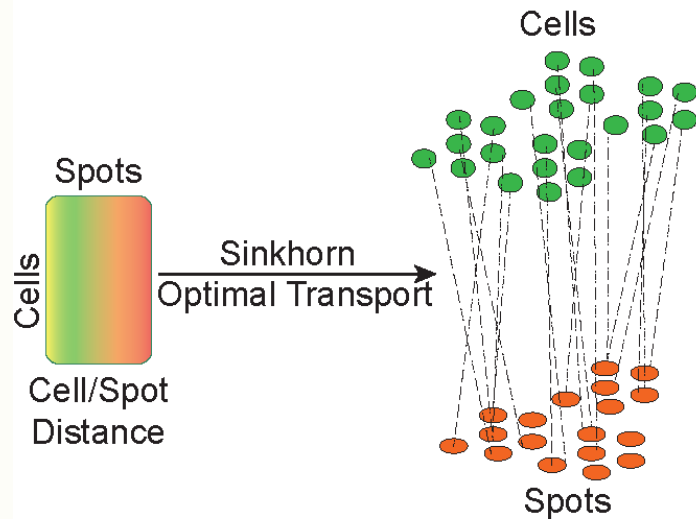 Cells
Spots
Cells
Sinkhorn
Optimal Transport
Cell/Spot
Distance
Spots